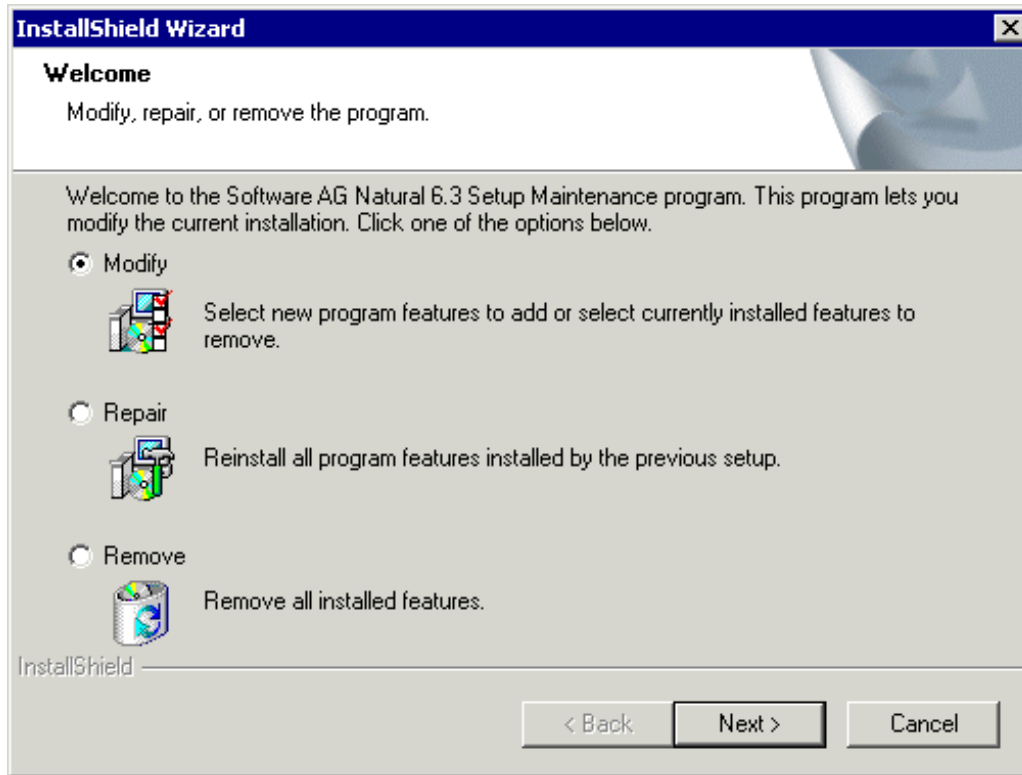 InstallShield Wizard
Welcome
Modify, repair, or remove the program.
Welcome to the Software AG Natural 6.3 Setup Maintenance program. This program lets you
modify the current installation. Click one of the options below.
Modify
Select new program features to add or select currently installed features to
remove.
Repair
Reinstall all program features installed by the previous setup.
Remove
Remove all installed features.
InstallShield
< Back
Next >
Cancel